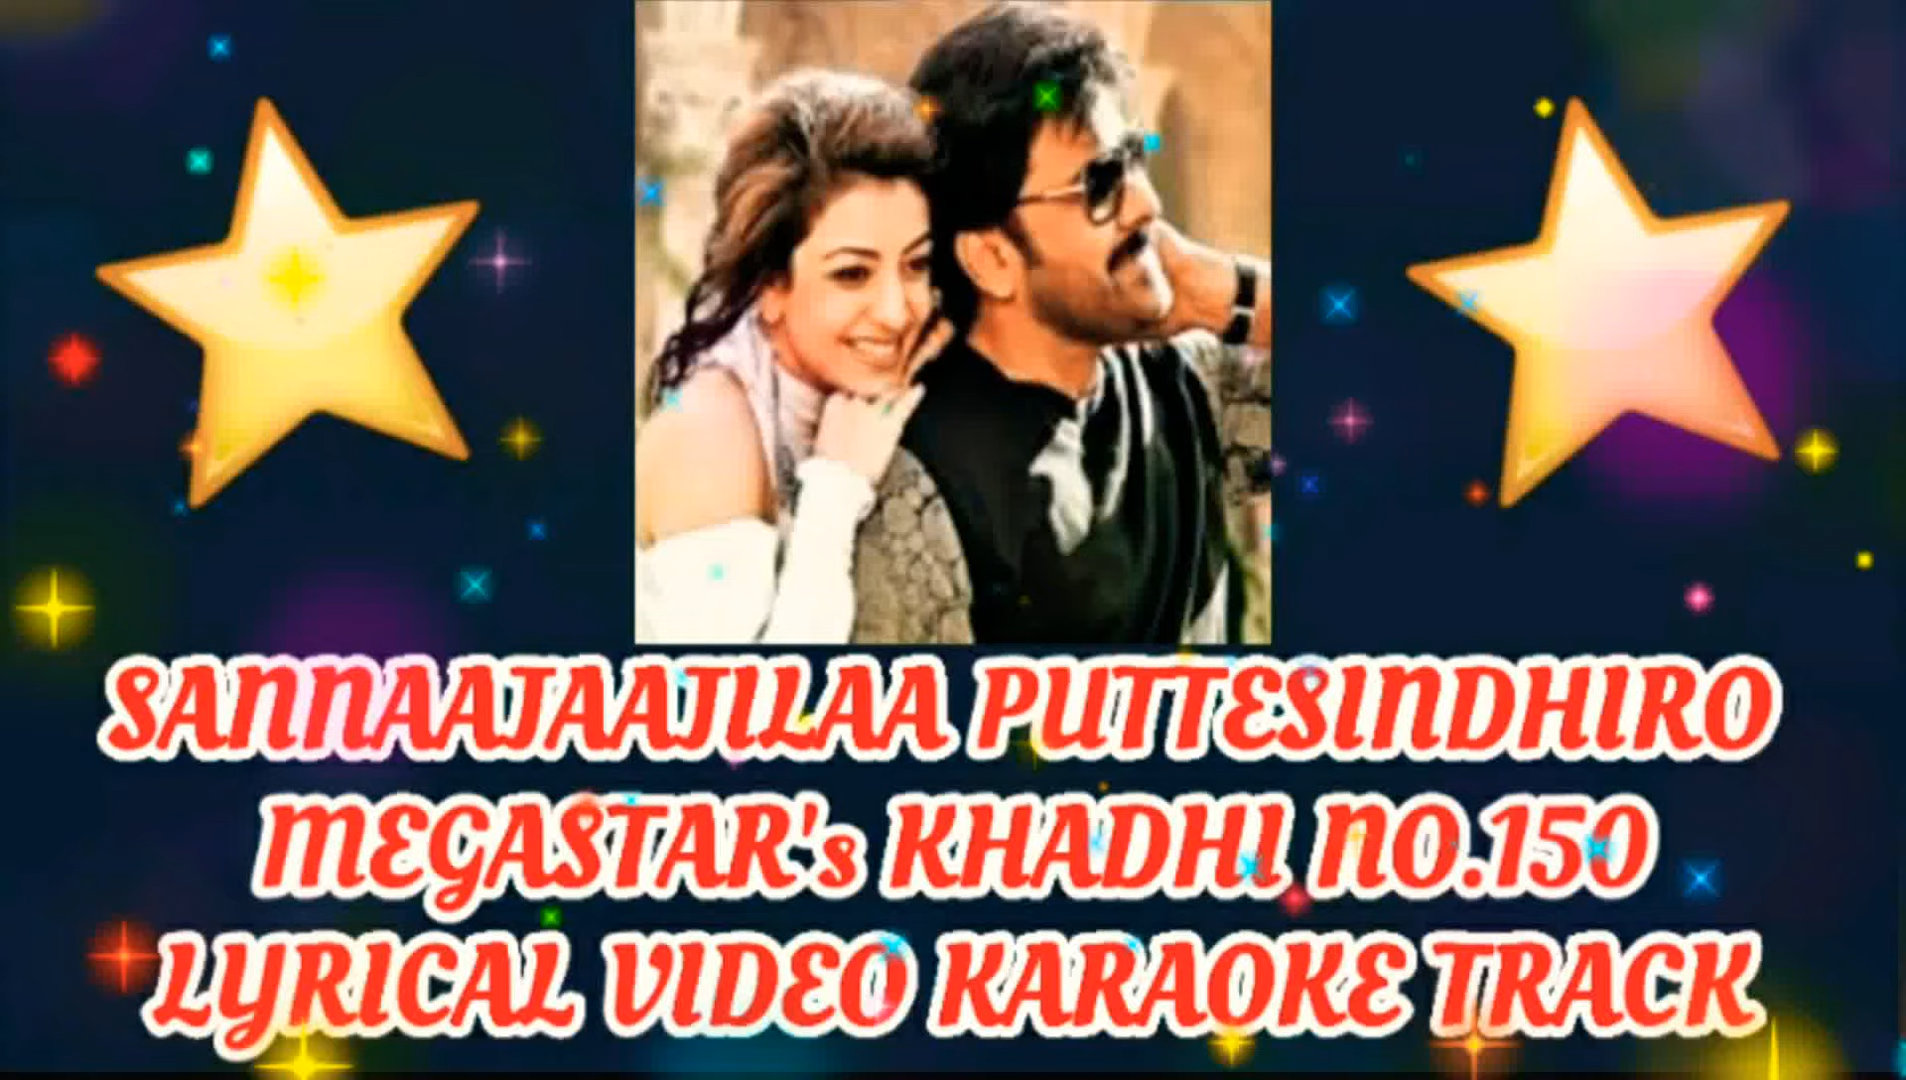 SANNAAJAAJILAA PUTTESINDHIRO
MEGASTAR's KHADHI NO.150
LYRICAL VIDEO KARAOKE TRACK